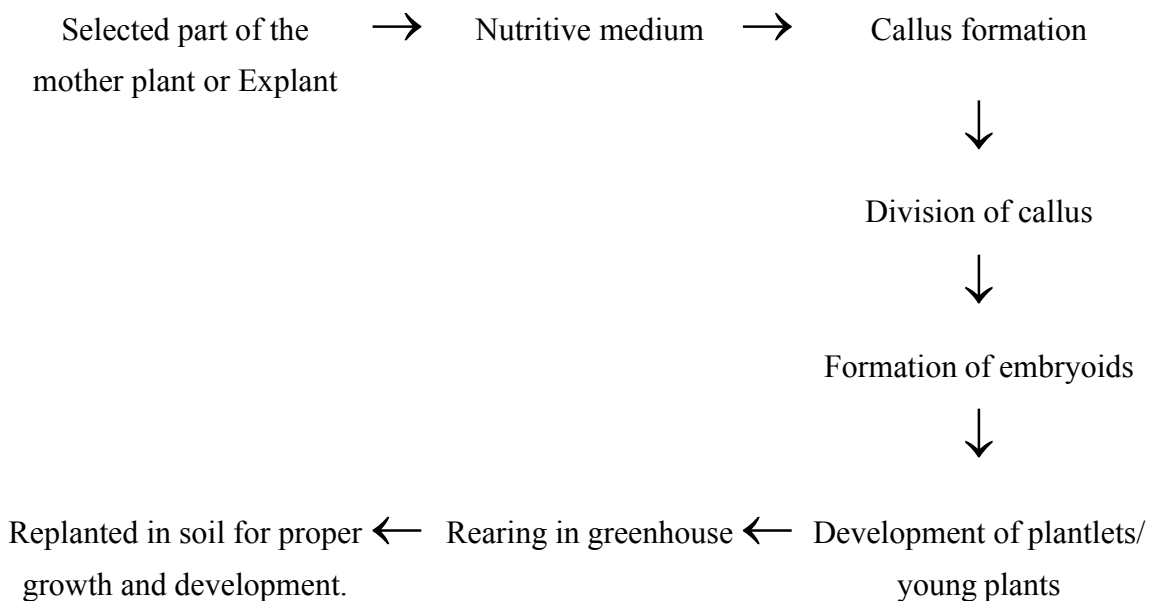 Selected part of the
mother plant or Explant
→
Nutritive medium
→
Callus formation
↓
Division of callus
↓
Formation of embryoids
↓
Development of plantlets/
young plants
←
Rearing in greenhouse
←
Replanted in soil for proper
growth and development.